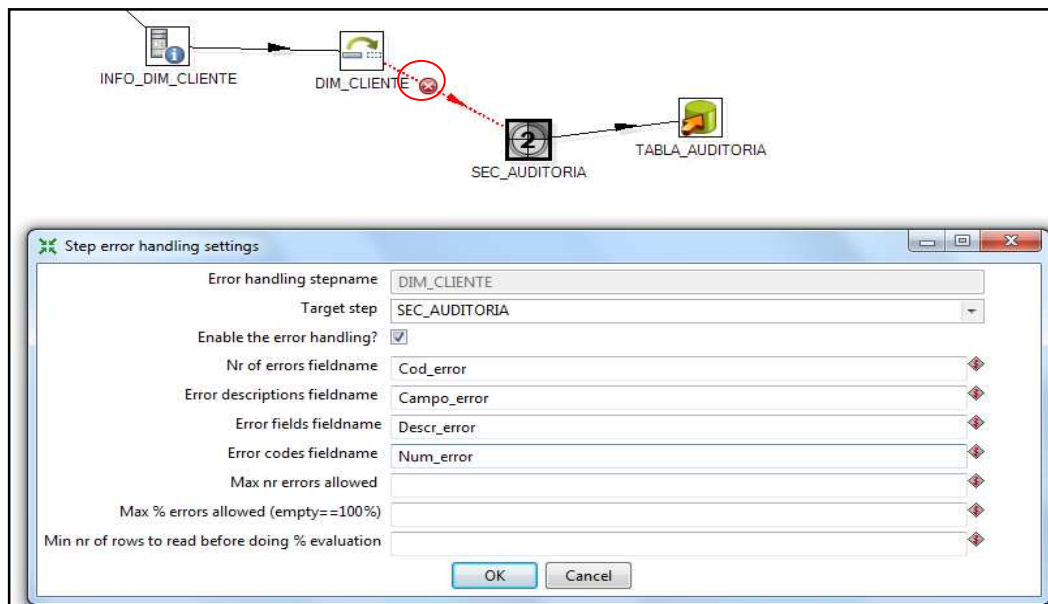 INFO_DIM_CLIENTE
DIM_CLIENTE
2
SEC_AUDITORIA
TABLA_AUDITORIA
Step error handling settings
Error handling stepname DIM_CLIENTE
Target step SEC_AUDITORIA
Enable the error handling?
Nr of errors fieldname Cod_error
Error descriptions fieldname Campo_error
Error fields fieldname Descr_error
Error codes fieldname Num_error
Max nr errors allowed
Max % errors allowed (empty==100%)
Min nr of rows to read before doing % evaluation
OK Cancel